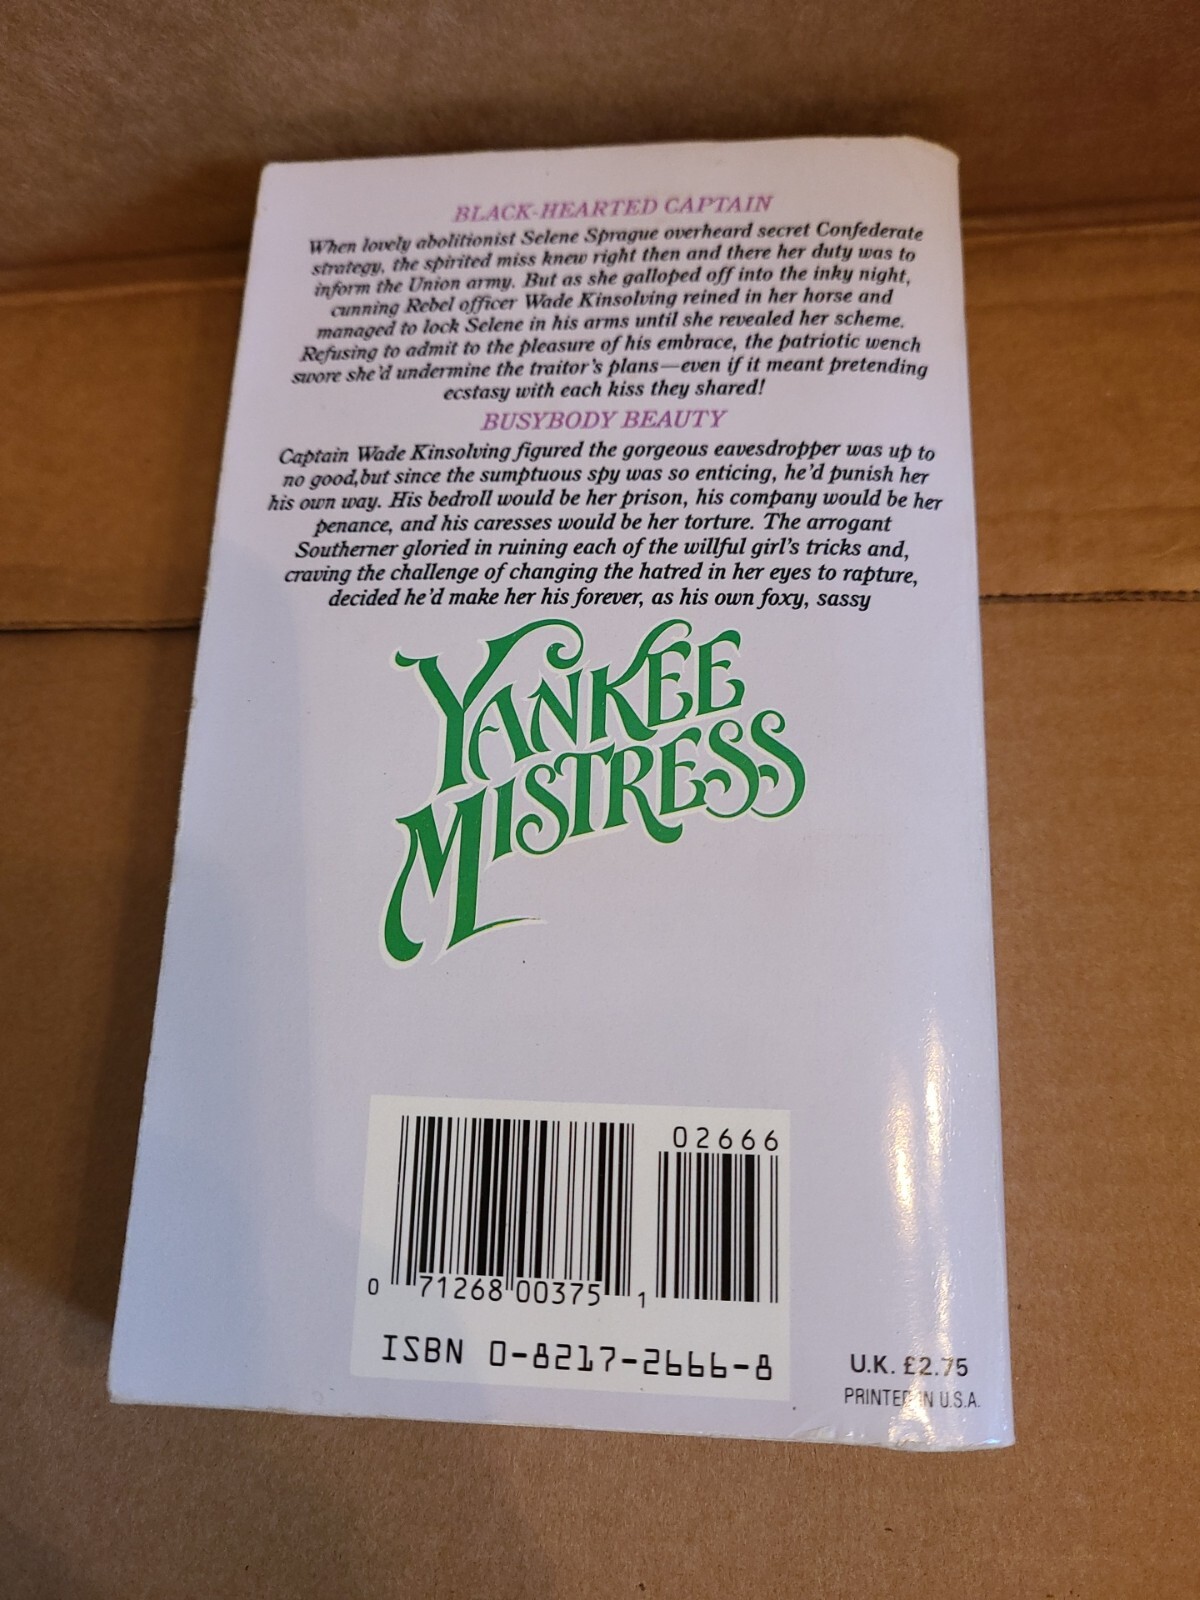 BLACK-HEARTED CAPTAIN
When lovely abolitionist Selene Sprague overheard secret Confederate
strategy, the spirited miss knew right then and there her duty was to
inform the Union army. But as she galloped off into the inky night,
cunning Rebel officer Wade Kinsolving reined in her horse and
managed to lock Selene in his arms until she revealed her scheme.
Refusing to admit to the pleasure of his embrace, the patriotic wench
swore she'd undermine the traitor's plans—even if it meant pretending
ecstasy with each kiss they shared!
BUSYBODY BEAUTY
Captain Wade Kinsolving figured the gorgeous eavesdropper was up to
no good,but since the sumptuous spy was so enticing, he'd punish her
his own way. His bedroll would be her prison, his company would be her
penance, and his caresses would be her torture. The arrogant
Southerner gloried in ruining each of the willful girl's tricks and,
craving the challenge of changing the hatred in her eyes to rapture,
decided he'd make her his forever, as his own foxy, sassy
YANKEE
MISTRESS
02666
0 71268 00375 1
ISBN 0-8217-2666-8
U.K. £2.75
PRINTED IN U.S.A.